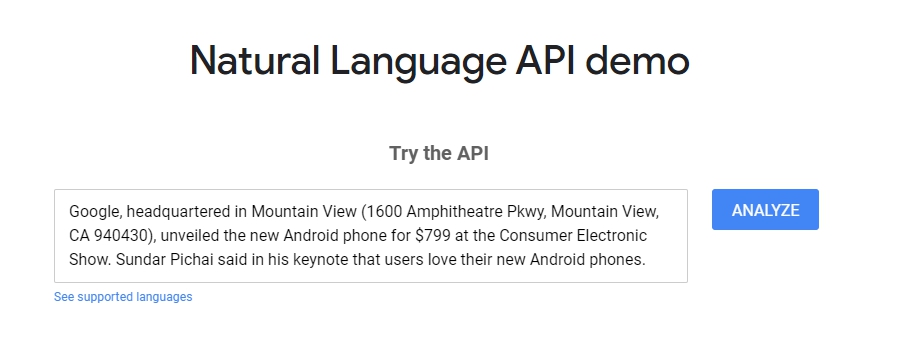 Natural Language API demo
Try the API
Google, headquartered in Mountain View (1600 Amphitheatre Pkwy, Mountain View,
CA 940430), unveiled the new Android phone for $799 at the Consumer Electronic
Show. Sundar Pichai said in his keynote that users love their new Android phones.
ANALYZE
See supported languages